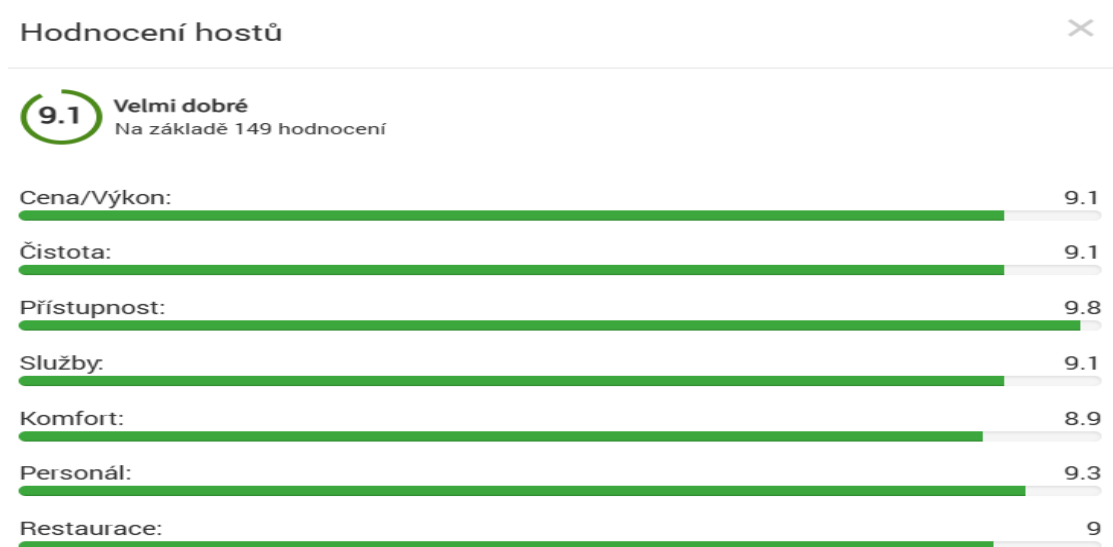 Hodnocení hostů
9.1
Velmi dobré
Na základě 149 hodnocení
Cena/Výkon: 9.1
Čistota: 9.1
Přístupnost: 9.8
Služby: 9.1
Komfort: 8.9
Personál: 9.3
Restaurace: 9